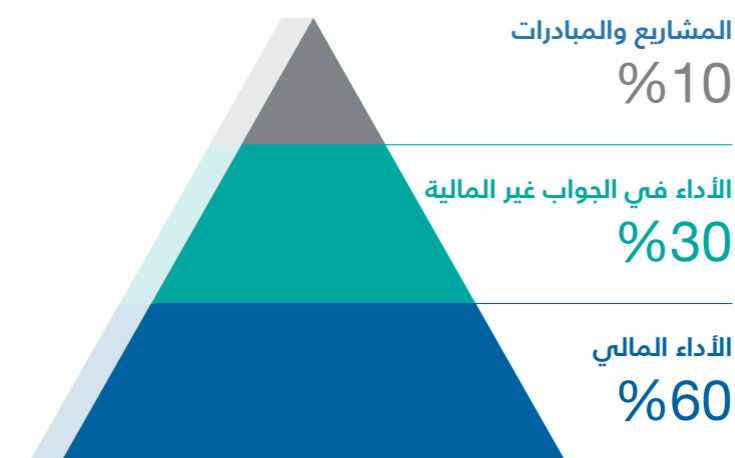 المشاريع والمبادرات
%10
الأداء في الجواب غير المالية
%30
الأداء المالي
%60